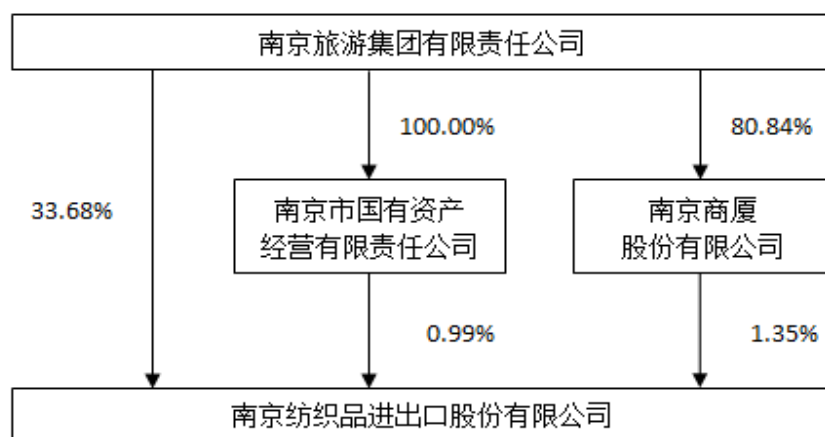 南京旅游集团有限责任公司
100.00%
80.84%
33.68%
南京市国有资产
经营有限责任公司
南京商厦
股份有限公司
0.99%
1.35%
南京纺织品进出口股份有限公司